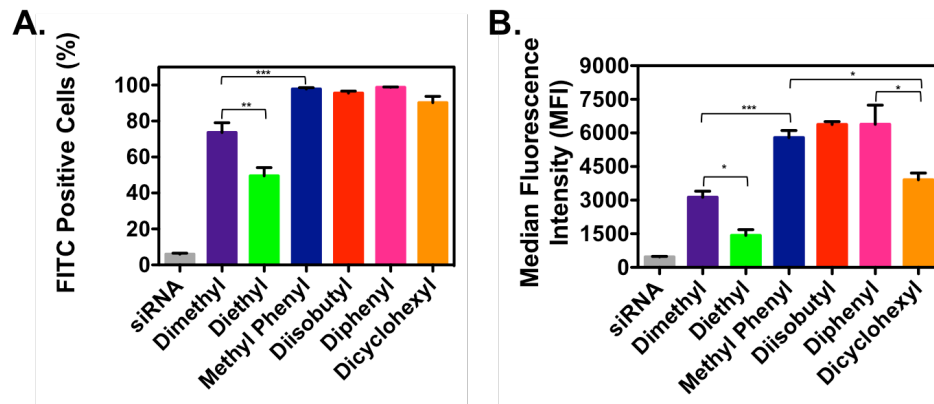 A.
FITC Positive Cells (%)
100
80
60
40
20
0
***
**
siRNA
Dimethyl
Diethyl
Methyl Phenyl
Diisobutyl
Diphenyl
Dicyclohexyl
B.
Median Fluorescence
Intensity (MFI)
9000
7500
6000
4500
3000
1500
0
*
*
***
*
siRNA
Dimethyl
Diethyl
Methyl Phenyl
Diisobutyl
Diphenyl
Dicyclohexyl